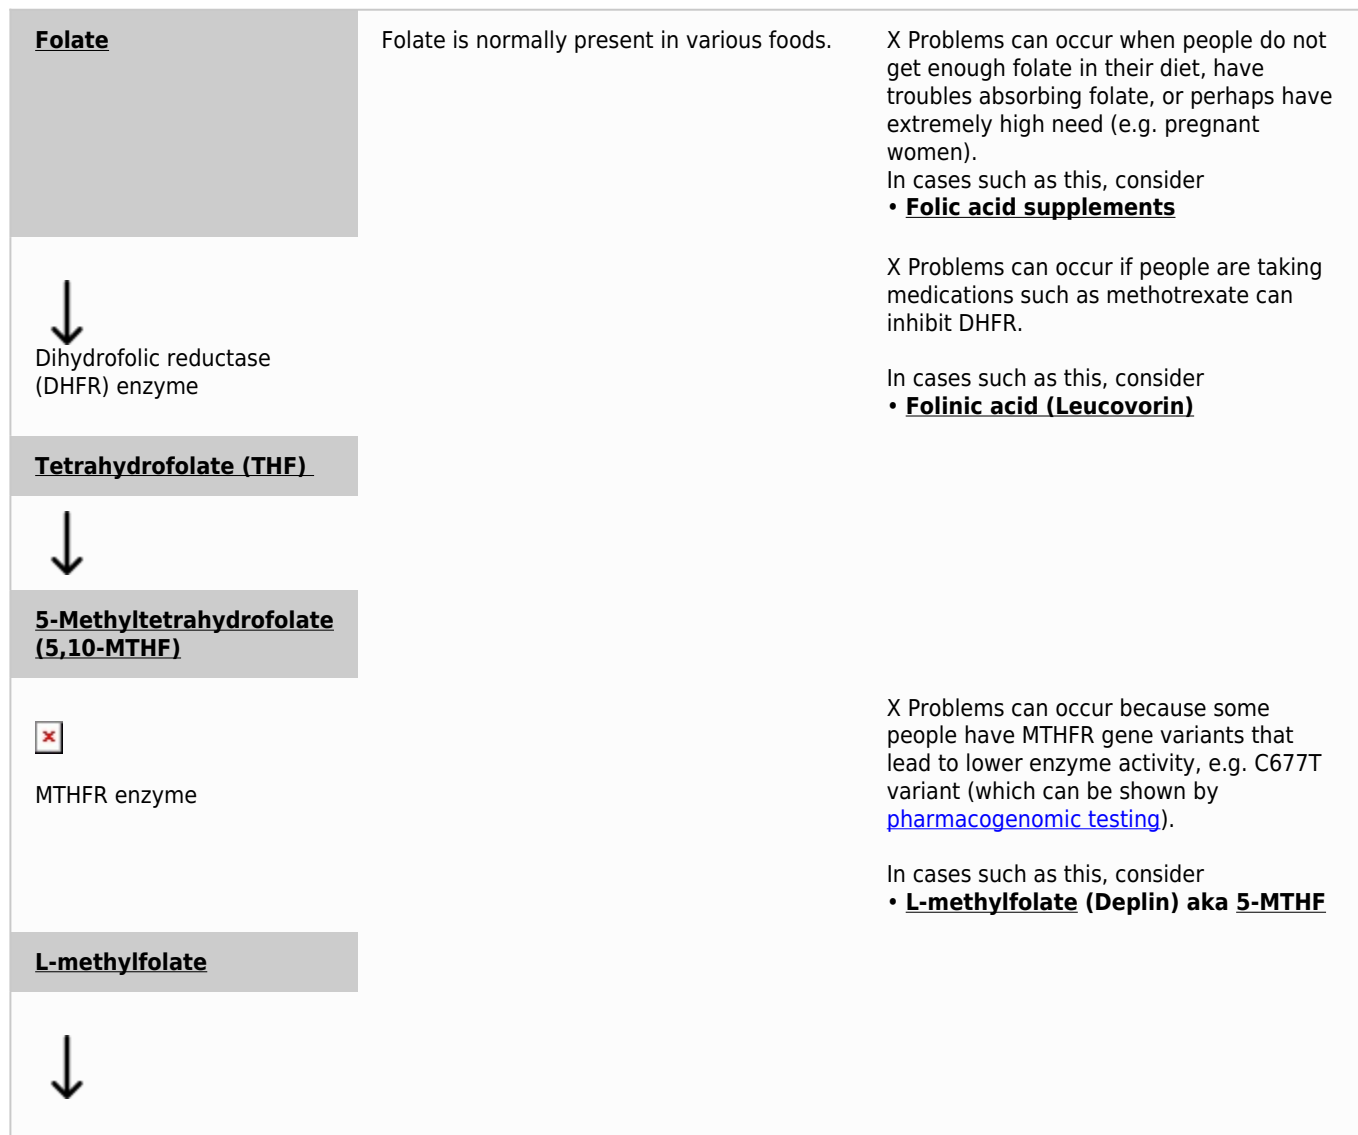 Folate
Folate is normally present in various foods.
X Problems can occur when people do not
get enough folate in their diet, have
troubles absorbing folate, or perhaps have
extremely high need (e.g. pregnant
women).
In cases such as this, consider
• Folic acid supplements
Dihydrofolic reductase
(DHFR) enzyme
X Problems can occur if people are taking
medications such as methotrexate can
inhibit DHFR.
In cases such as this, consider
• Folinic acid (Leucovorin)
Tetrahydrofolate (THF)
5-Methyltetrahydrofolate
(5,10-MTHF)
MTHFR enzyme
X Problems can occur because some
people have MTHFR gene variants that
lead to lower enzyme activity, e.g. C677T
variant (which can be shown by
pharmacogenomic testing).
In cases such as this, consider
• L-methylfolate (Deplin) aka 5-MTHF
L-methylfolate